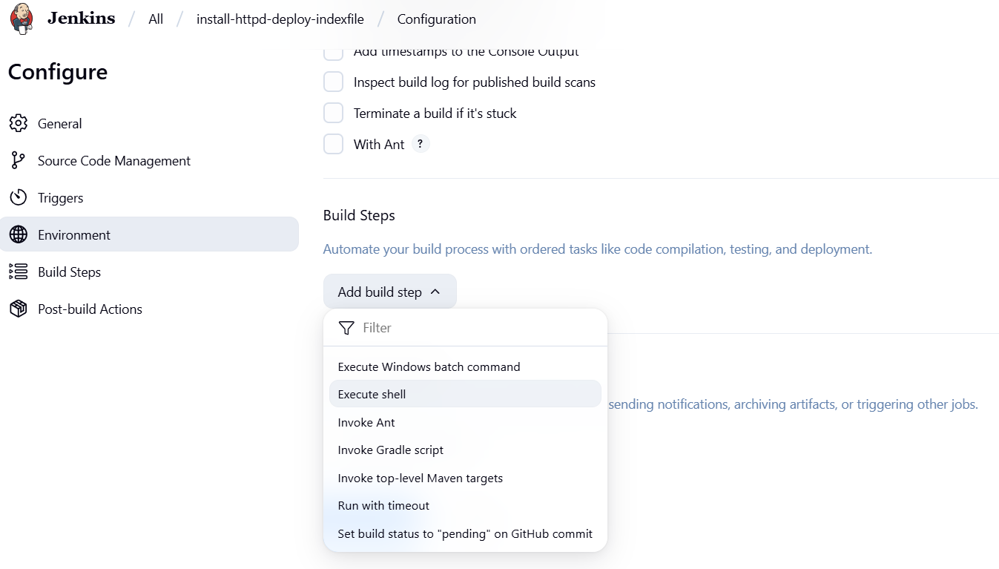 Jenkins / All / install-httpd-deploy-indexfile / Configuration
Configure
General
Source Code Management
Triggers
Environment
Build Steps
Post-build Actions
Add timestamps to the Console Output
Inspect build log for published build scans
Terminate a build if it's stuck
With Ant ?
Build Steps
Automate your build process with ordered tasks like code compilation, testing, and deployment.
Add build step
Filter
Execute Windows batch command
Execute shell
Invoke Ant
Invoke Gradle script
Invoke top-level Maven targets
Run with timeout
Set build status to "pending" on GitHub commit
sending notifications, archiving artifacts, or triggering other jobs.